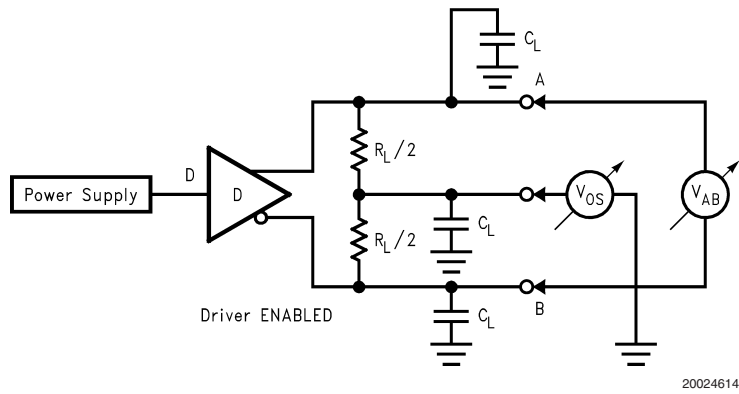 C_L
A
D
R_L/2
Power Supply
D
V_OS
V_AB
C_L
R_L/2
Driver ENABLED
C_L
B
20024614